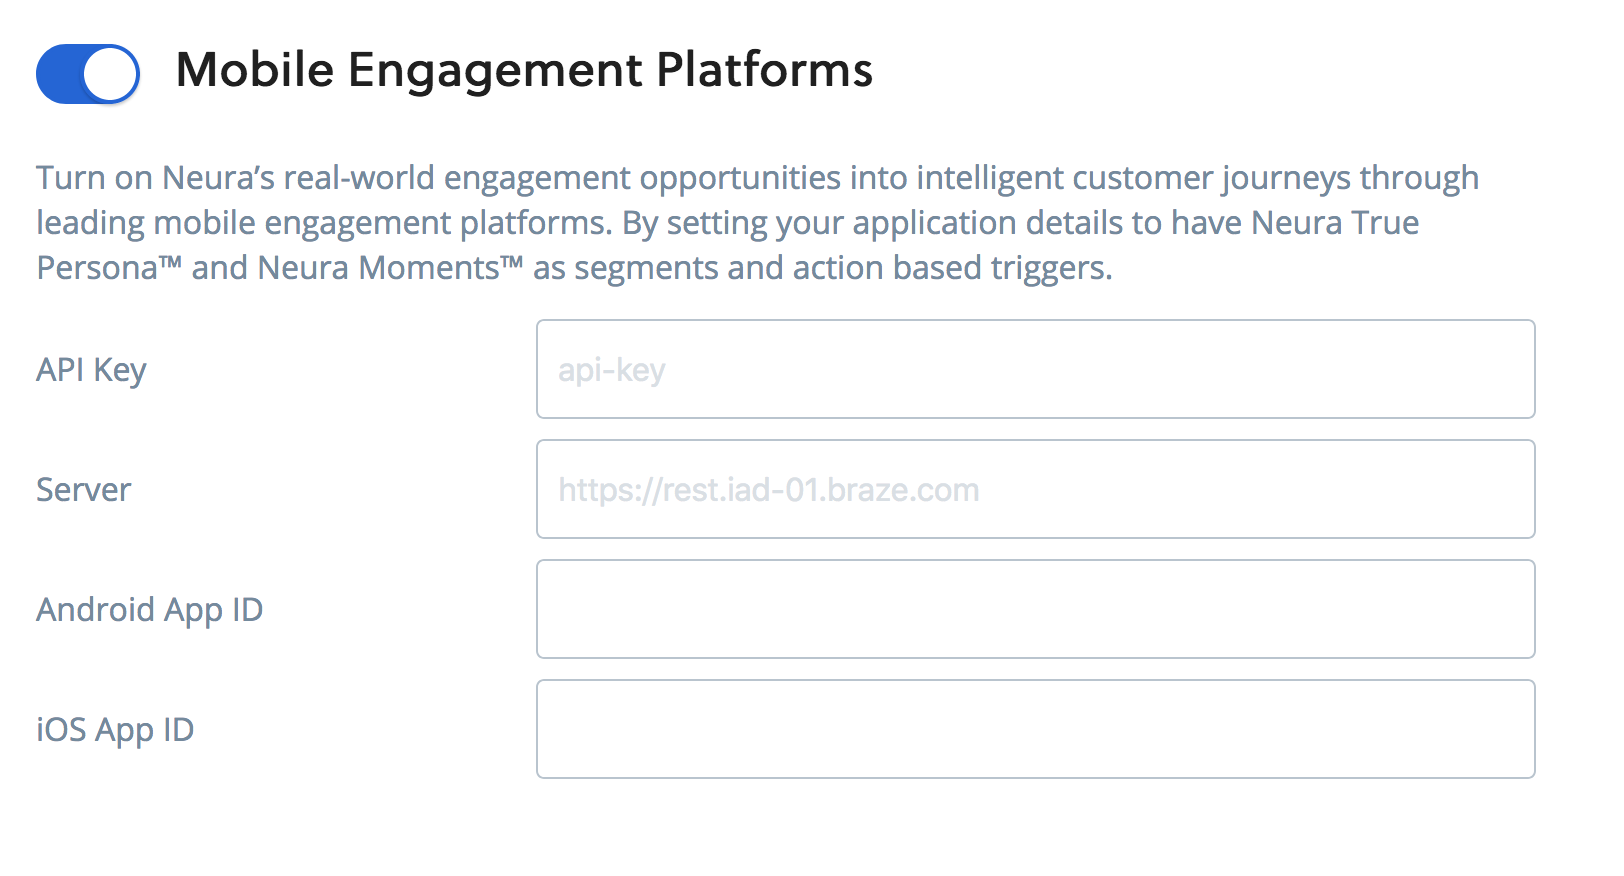 Mobile Engagement Platforms
Turn on Neura’s real-world engagement opportunities into intelligent customer journeys through
leading mobile engagement platforms. By setting your application details to have Neura True
Persona™ and Neura Moments™ as segments and action based triggers.
API Key
api-key
Server
https://rest.iad-01.braze.com
Android App ID
iOS App ID